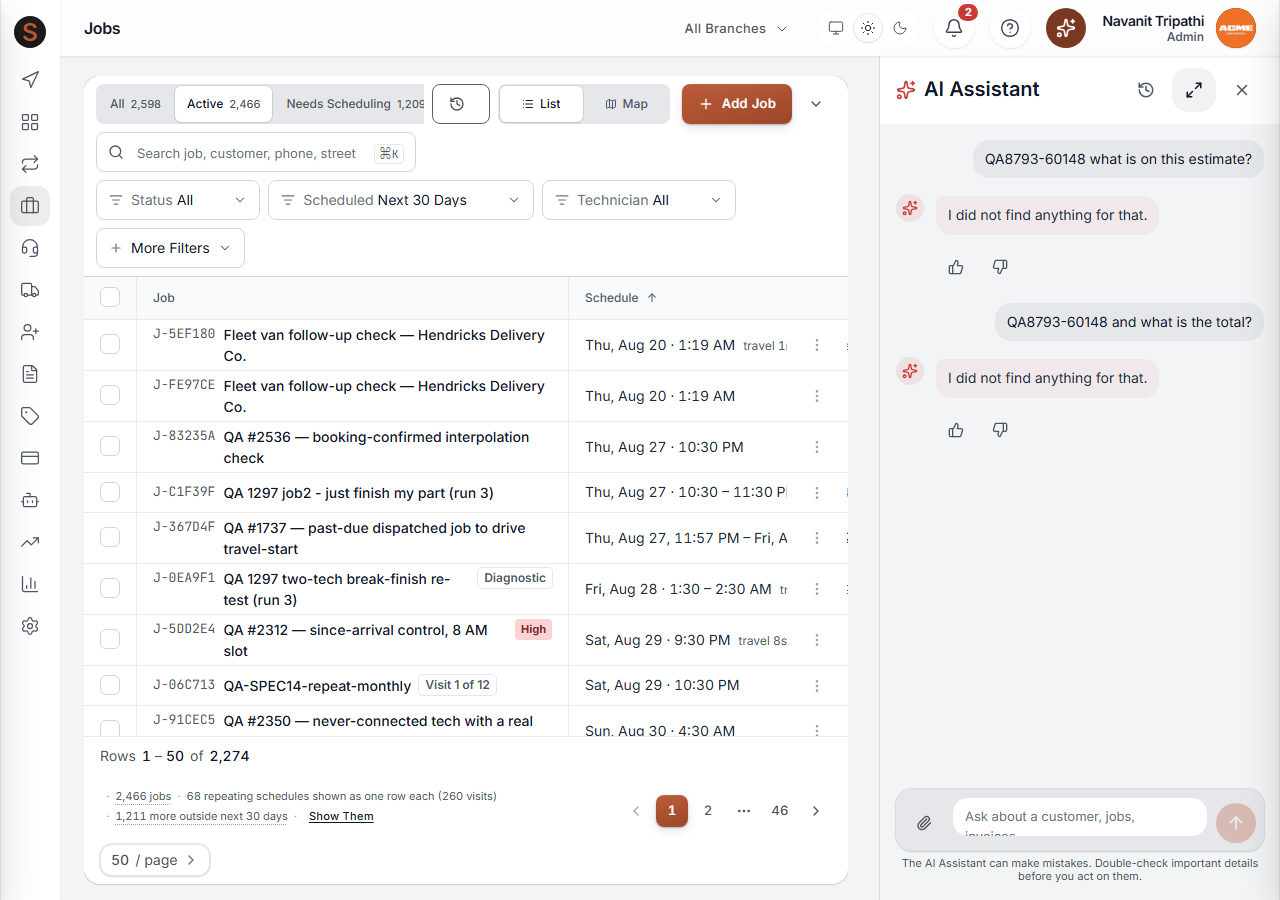 S
Jobs
All Branches
2
Navanit Tripathi
Admin
ACME
All 2,598
Active 2,466
Needs Scheduling 1,209
List
Map
Add Job
Search job, customer, phone, street
⌘K
Status All
Scheduled Next 30 Days
Technician All
More Filters
Job
Schedule
J-5EF180 Fleet van follow-up check — Hendricks Delivery
Co.
Thu, Aug 20 · 1:19 AM travel 1
J-FE97CE Fleet van follow-up check — Hendricks Delivery
Co.
Thu, Aug 20 · 1:19 AM
J-83235A QA #2536 — booking-confirmed interpolation
check
Thu, Aug 27 · 10:30 PM
J-C1F39F QA 1297 job2 - just finish my part (run 3)
Thu, Aug 27 · 10:30 – 11:30 P
J-367D4F QA #1737 — past-due dispatched job to drive
travel-start
Thu, Aug 27, 11:57 PM – Fri, A
J-0EA9F1 QA 1297 two-tech break-finish re-
test (run 3)
Diagnostic
Fri, Aug 28 · 1:30 – 2:30 AM tr
J-5DD2E4 QA #2312 — since-arrival control, 8 AM
slot
High
Sat, Aug 29 · 9:30 PM travel 8s
J-06C713 QA-SPEC14-repeat-monthly Visit 1 of 12
Sat, Aug 29 · 10:30 PM
J-91CEC5 QA #2350 — never-connected tech with a real
Sun, Aug 30 · 4:30 AM
Rows 1 – 50 of 2,274
· 2,466 jobs · 68 repeating schedules shown as one row each (260 visits)
· 1,211 more outside next 30 days · Show Them
1 2 ••• 46
50 / page
AI Assistant
QA8793-60148 what is on this estimate?
I did not find anything for that.
QA8793-60148 and what is the total?
I did not find anything for that.
Ask about a customer, jobs,
invoices
The AI Assistant can make mistakes. Double-check important details
before you act on them.